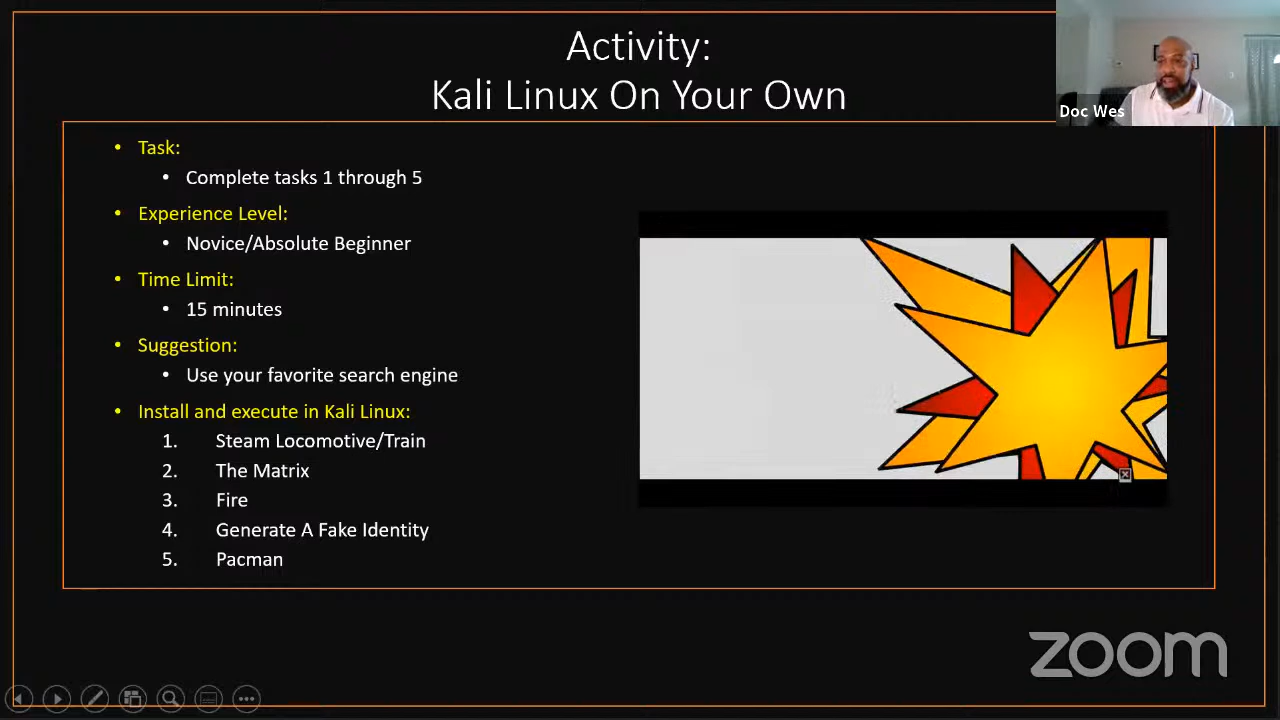 Activity:
Kali Linux On Your Own
Doc Wes
• Task:
• Complete tasks 1 through 5
• Experience Level:
• Novice/Absolute Beginner
• Time Limit:
• 15 minutes
• Suggestion:
• Use your favorite search engine
• Install and execute in Kali Linux:
1. Steam Locomotive/Train
2. The Matrix
3. Fire
4. Generate A Fake Identity
5. Pacman
zoom